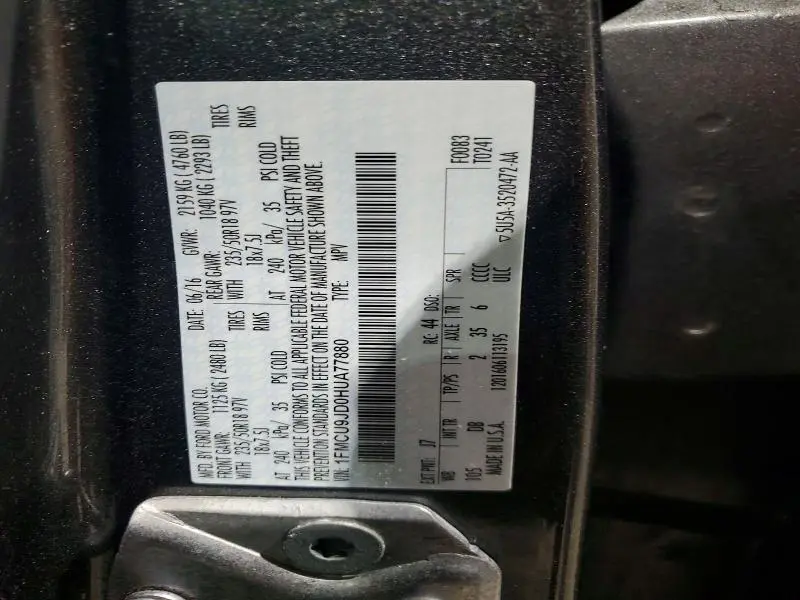 MFD. BY FORD MOTOR CO.
DATE: 06/16 GVWR: 2159 KG ( 4760 LB)
FRONT GAWR: REAR GAWR: 1040 KG ( 2293 LB)
1125 KG ( 2480 LB) WITH TIRES
WITH TIRES 235/50R18 97V RIMS
235/50R18 97V RIMS 18x7.5J
18x7.5J AT 240 kPa/ 35 PSI COLD
AT 240 kPa/ 35 PSI COLD
THIS VEHICLE CONFORMS TO ALL APPLICABLE FEDERAL MOTOR VEHICLE SAFETY AND THEFT
PREVENTION STANDARDS IN EFFECT ON THE DATE OF MANUFACTURE SHOWN ABOVE.
VIN: 1FMCU9JD0HUA77880 TYPE: MPV
EXT PNT: J7 RC: 44 DSO: F0083
WB INT TR TP/PS R AXLE TR SPR T0241
105 DB 2 35 6 CCCC
MADE IN U.S.A. 1201606113195 ULC ▽5U5A-3520472-AA